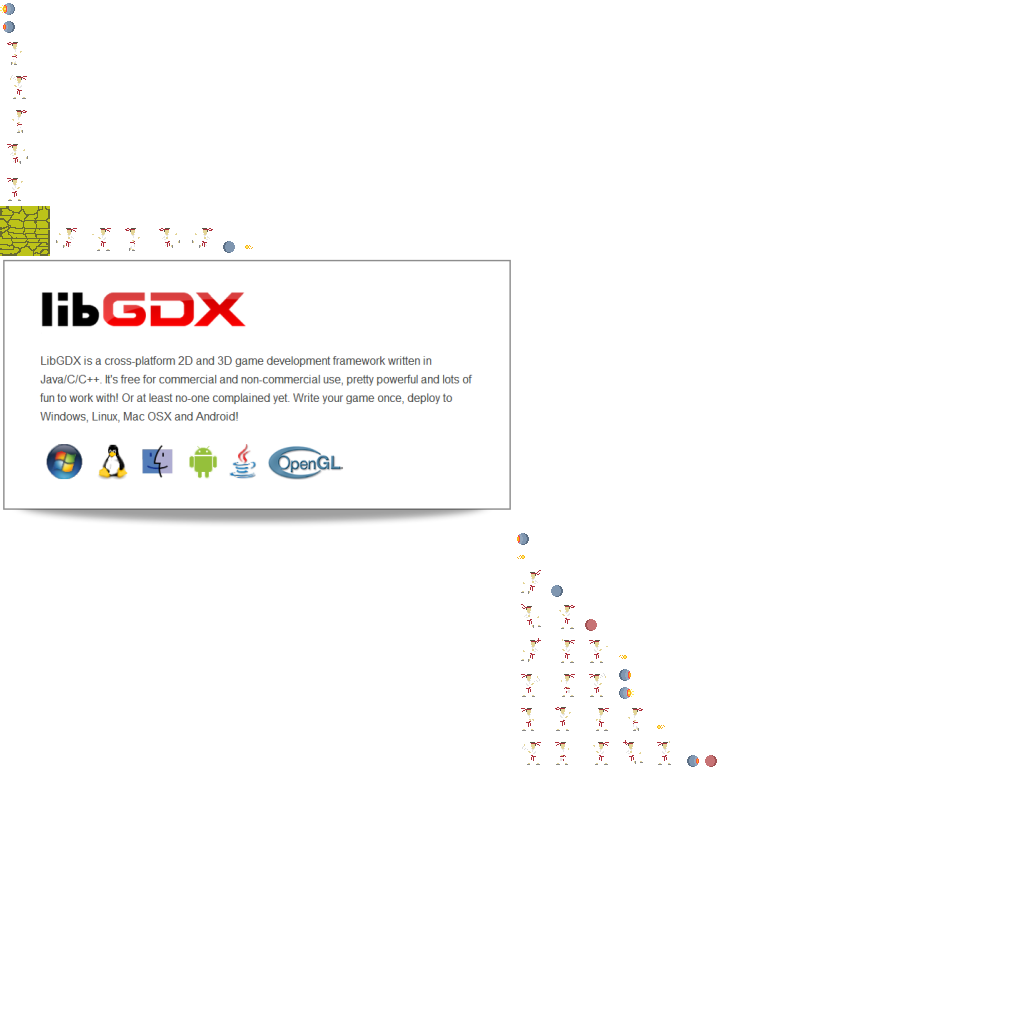 libGDX
LibGDX is a cross-platform 2D and 3D game development framework written in
Java/C/C++. It's free for commercial and non-commercial use, pretty powerful and lots of
fun to work with! Or at least no-one complained yet. Write your game once, deploy to
Windows, Linux, Mac OSX and Android!
OpenGL